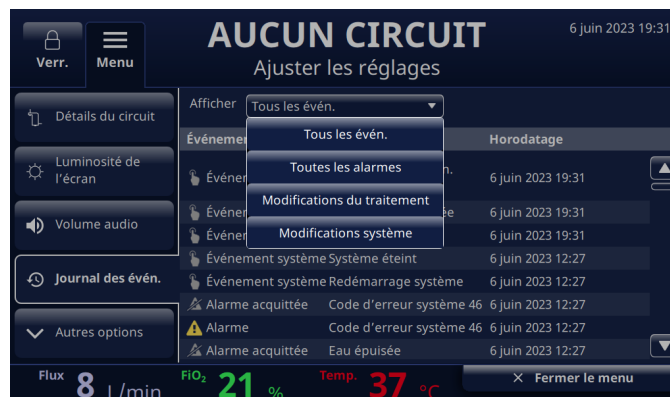 AUCUN CIRCUIT
6 juin 2023 19:31
Verr.
Menu
Ajuster les réglages
Afficher
Tous les évén.
Détails du circuit
Événemen
Horodatage
Tous les évén.
Toutes les alarmes
Modifications du traitement
Modifications système
Luminosité de
l'écran
Événem
n.
6 juin 2023 19:31
Événem
ée
6 juin 2023 19:31
Volume audio
Événem
6 juin 2023 19:31
Événement système Système éteint 6 juin 2023 12:27
Journal des évén.
Événement système Redémarrage système 6 juin 2023 12:27
Alarme acquittée Code d'erreur système 46 6 juin 2023 12:27
Alarme Code d'erreur système 46 6 juin 2023 12:27
Autres options
Alarme acquittée Eau épuisée 6 juin 2023 12:27
Flux 8 L/min
FiO₂ 21 %
Temp. 37 °C
× Fermer le menu